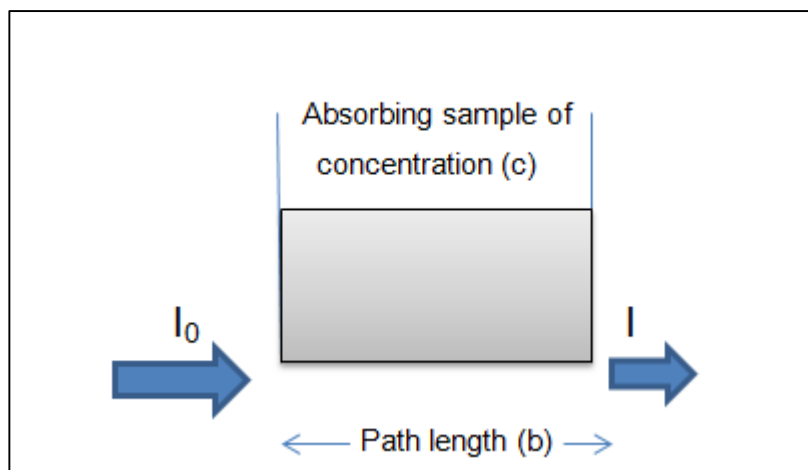 Absorbing sample of
concentration (c)
I₀
I
Path length (b)